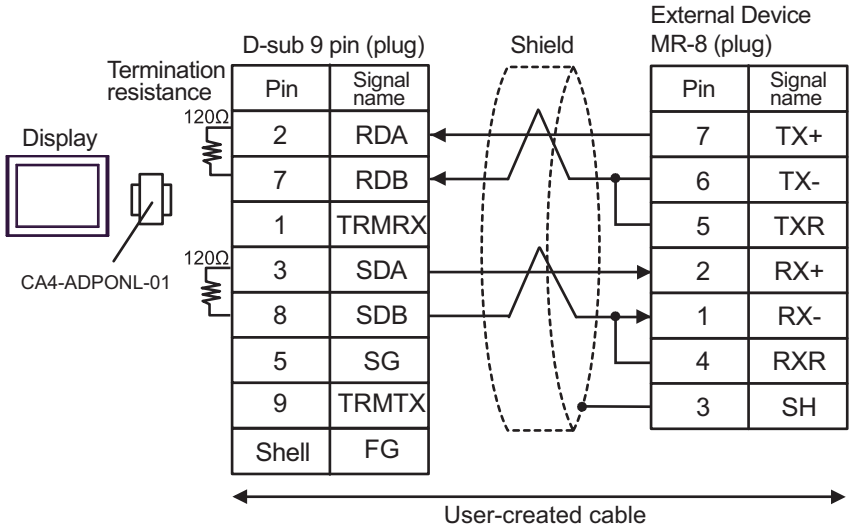 External Device
D-sub 9 pin (plug) Shield MR-8 (plug)
Termination
resistance
Pin Signal name Pin Signal name
120Ω
2 RDA 7 TX+
Display
7 RDB 6 TX-
1 TRMRX 5 TXR
120Ω
3 SDA 2 RX+
CA4-ADPONL-01
8 SDB 1 RX-
5 SG 4 RXR
9 TRMTX 3 SH
Shell FG
User-created cable